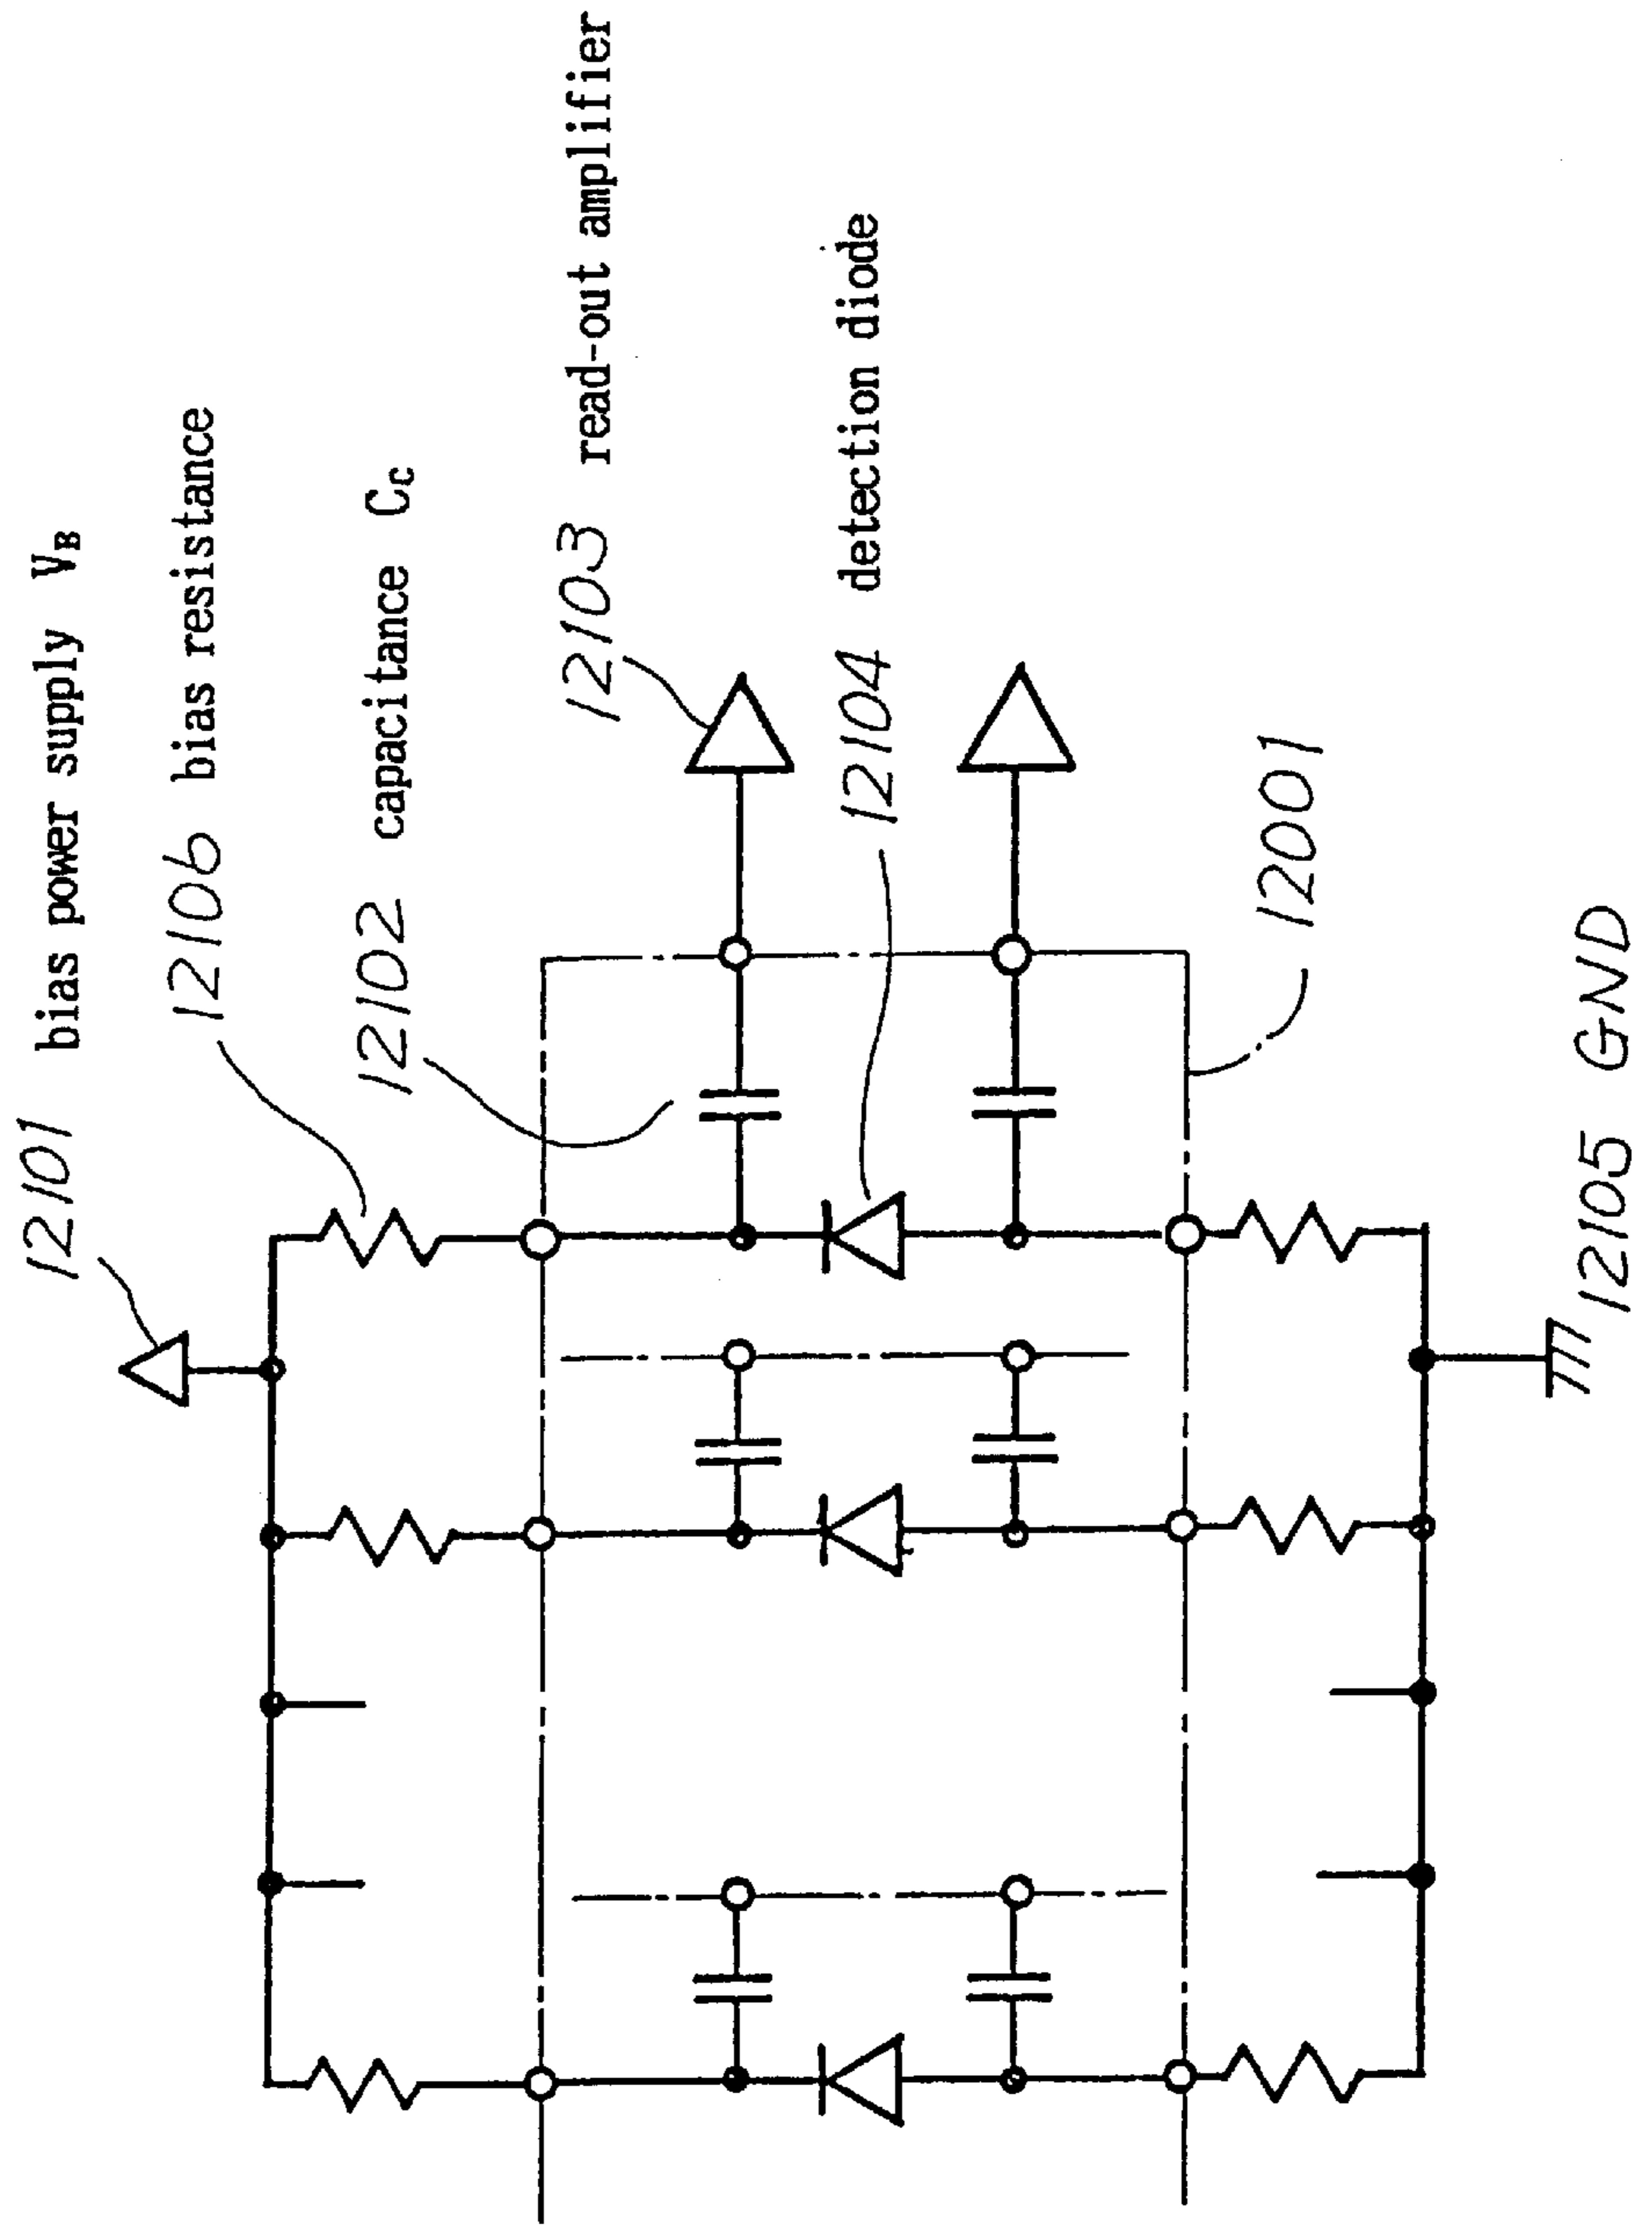 12101 bias power supply V_B
12106 bias resistance
12102 capacitance C_c
12103 read-out amplifier
12104 detection diode
12001
12105 GND